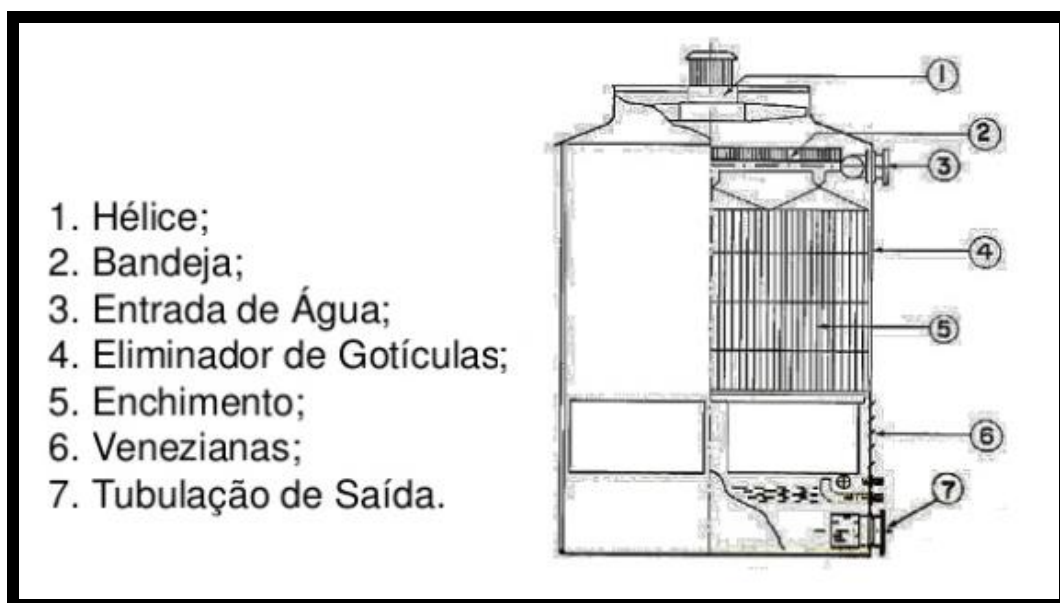 1. Hélice;
2. Bandeja;
3. Entrada de Água;
4. Eliminador de Gotículas;
5. Enchimento;
6. Venezianas;
7. Tubulação de Saída.
1
2
3
4
5
6
7